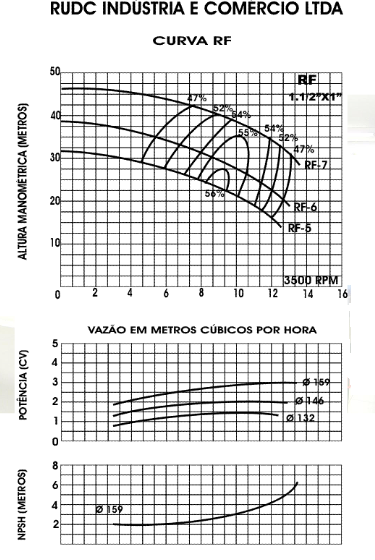 RUDC INDÚSTRIA E COMÉRCIO LTDA
CURVA RF
ALTURA MANOMETRICA (METROS)
50
40
30
20
10
0 2 4 6 8 10 12 14 16
RF
1.1/2"X1"
47%
52%
54%
55%
56%
54%
52%
47%
RF-7
RF-6
RF-5
3500 RPM
VAZÃO EM METROS CÚBICOS POR HORA
POTÊNCIA (CV)
5
4
3
2
1
0
Ø 159
Ø 146
Ø 132
NPSH (METROS)
8
6
4
2
Ø 159